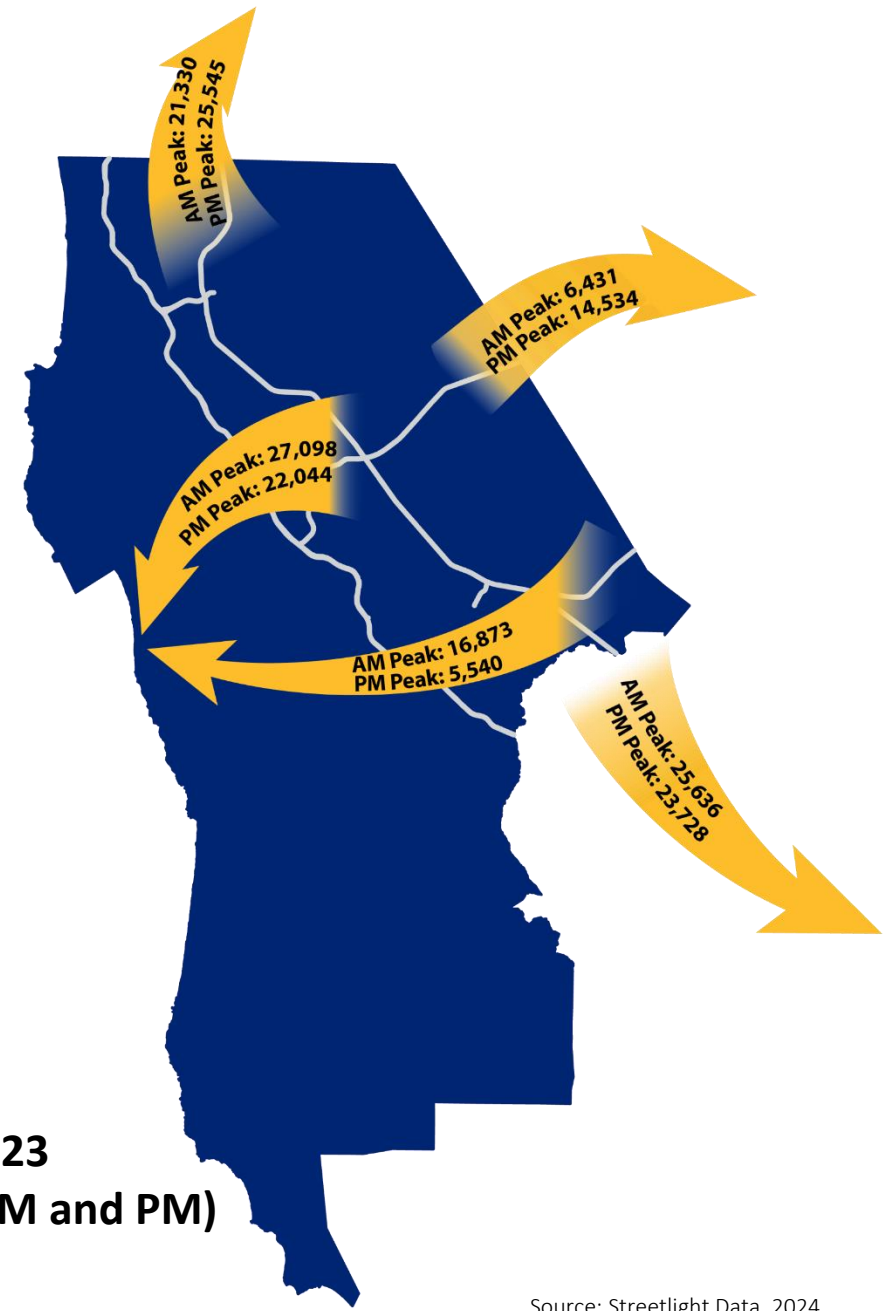 AM Peak: 21,330
PM Peak: 25,545
AM Peak: 6,431
PM Peak: 14,534
AM Peak: 27,098
PM Peak: 22,044
AM Peak: 16,873
PM Peak: 5,540
AM Peak: 25,636
PM Peak: 23,728
23
M and PM)
Source: Streetlight Data, 2024